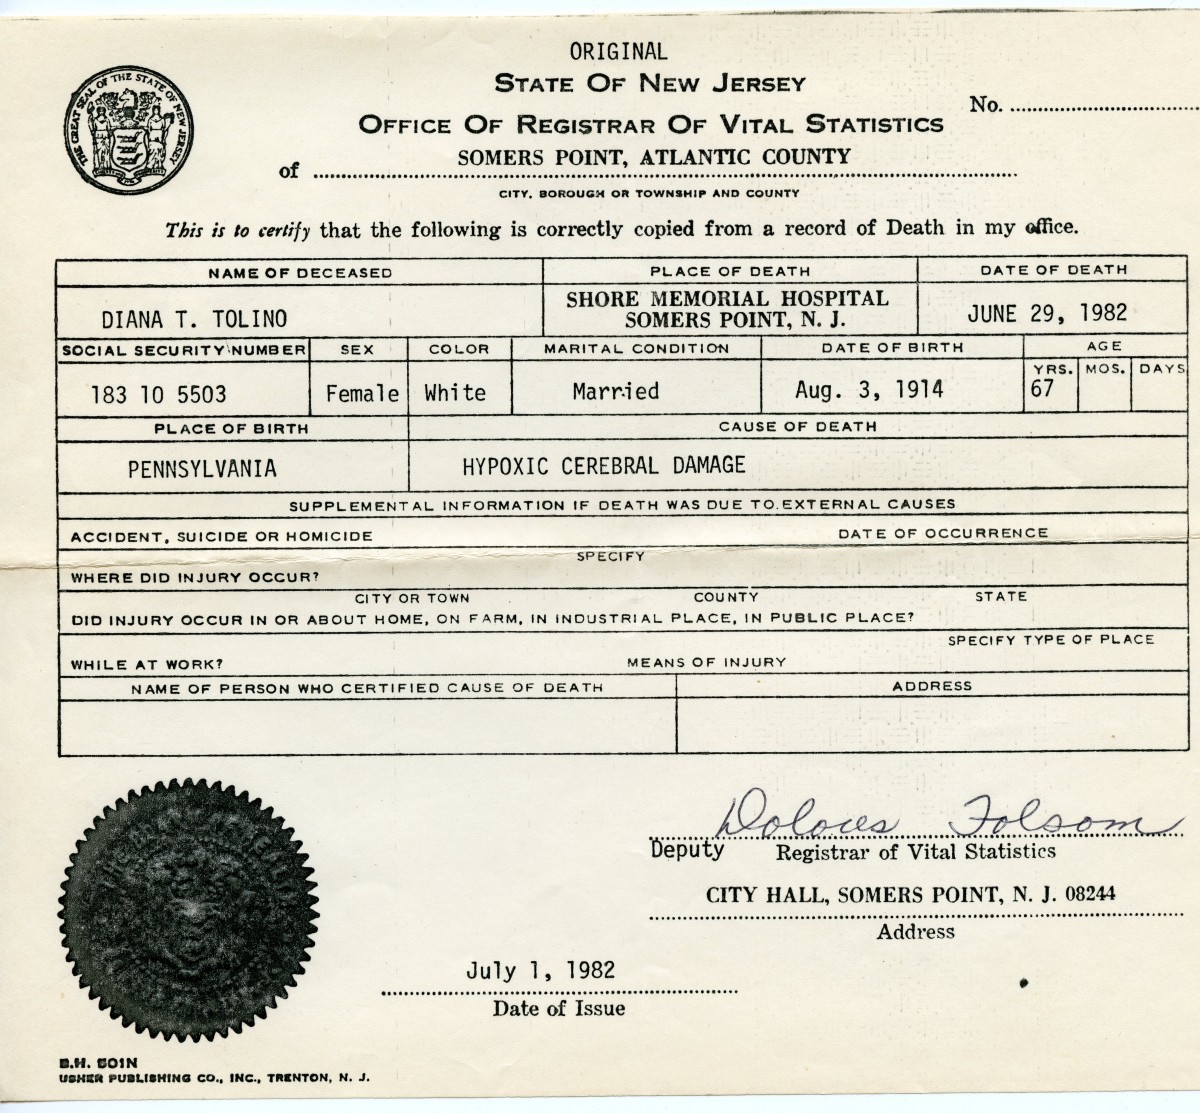 ORIGINAL
STATE OF NEW JERSEY
No.
OFFICE OF REGISTRAR OF VITAL STATISTICS
of SOMERS POINT, ATLANTIC COUNTY
CITY, BOROUGH OR TOWNSHIP AND COUNTY
THE GREAT SEAL OF THE STATE OF NEW JERSEY
This is to certify that the following is correctly copied from a record of Death in my office.
NAME OF DECEASED PLACE OF DEATH DATE OF DEATH
DIANA T. TOLINO SHORE MEMORIAL HOSPITAL JUNE 29, 1982
SOMERS POINT, N. J.
SOCIAL SECURITY NUMBER SEX COLOR MARITAL CONDITION DATE OF BIRTH AGE
YRS. MOS. DAYS
183 10 5503 Female White Married Aug. 3, 1914 67
PLACE OF BIRTH CAUSE OF DEATH
PENNSYLVANIA HYPOXIC CEREBRAL DAMAGE
SUPPLEMENTAL INFORMATION IF DEATH WAS DUE TO EXTERNAL CAUSES
ACCIDENT, SUICIDE OR HOMICIDE DATE OF OCCURRENCE
SPECIFY
WHERE DID INJURY OCCUR?
CITY OR TOWN COUNTY STATE
DID INJURY OCCUR IN OR ABOUT HOME, ON FARM, IN INDUSTRIAL PLACE, IN PUBLIC PLACE?
SPECIFY TYPE OF PLACE
WHILE AT WORK? MEANS OF INJURY
NAME OF PERSON WHO CERTIFIED CAUSE OF DEATH ADDRESS
Dolores Folsom
Deputy Registrar of Vital Statistics
CITY HALL, SOMERS POINT, N. J. 08244
Address
July 1, 1982
Date of Issue
B.H. 501N
USHER PUBLISHING CO., INC., TRENTON, N. J.